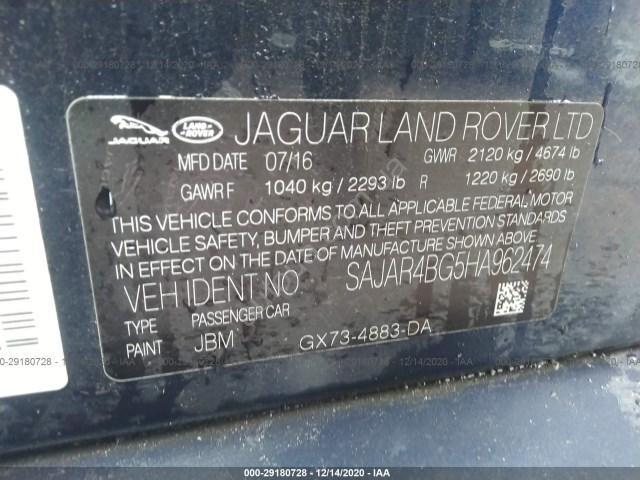 JAGUAR LAND ROVER JAGUAR LAND ROVER LTD
MFD DATE 07/16 GVWR 2120 kg / 4674 lb
GAWR F 1040 kg / 2293 lb R 1220 kg / 2690 lb
THIS VEHICLE CONFORMS TO ALL APPLICABLE FEDERAL MOTOR
VEHICLE SAFETY, BUMPER AND THEFT PREVENTION STANDARDS
IN EFFECT ON THE DATE OF MANUFACTURE SHOWN ABOVE
VEH IDENT NO SAJAR4BG5HA962474
TYPE PASSENGER CAR
PAINT JBM GX73-4883-DA
000-29180728 - 12/14/2020 - IAA